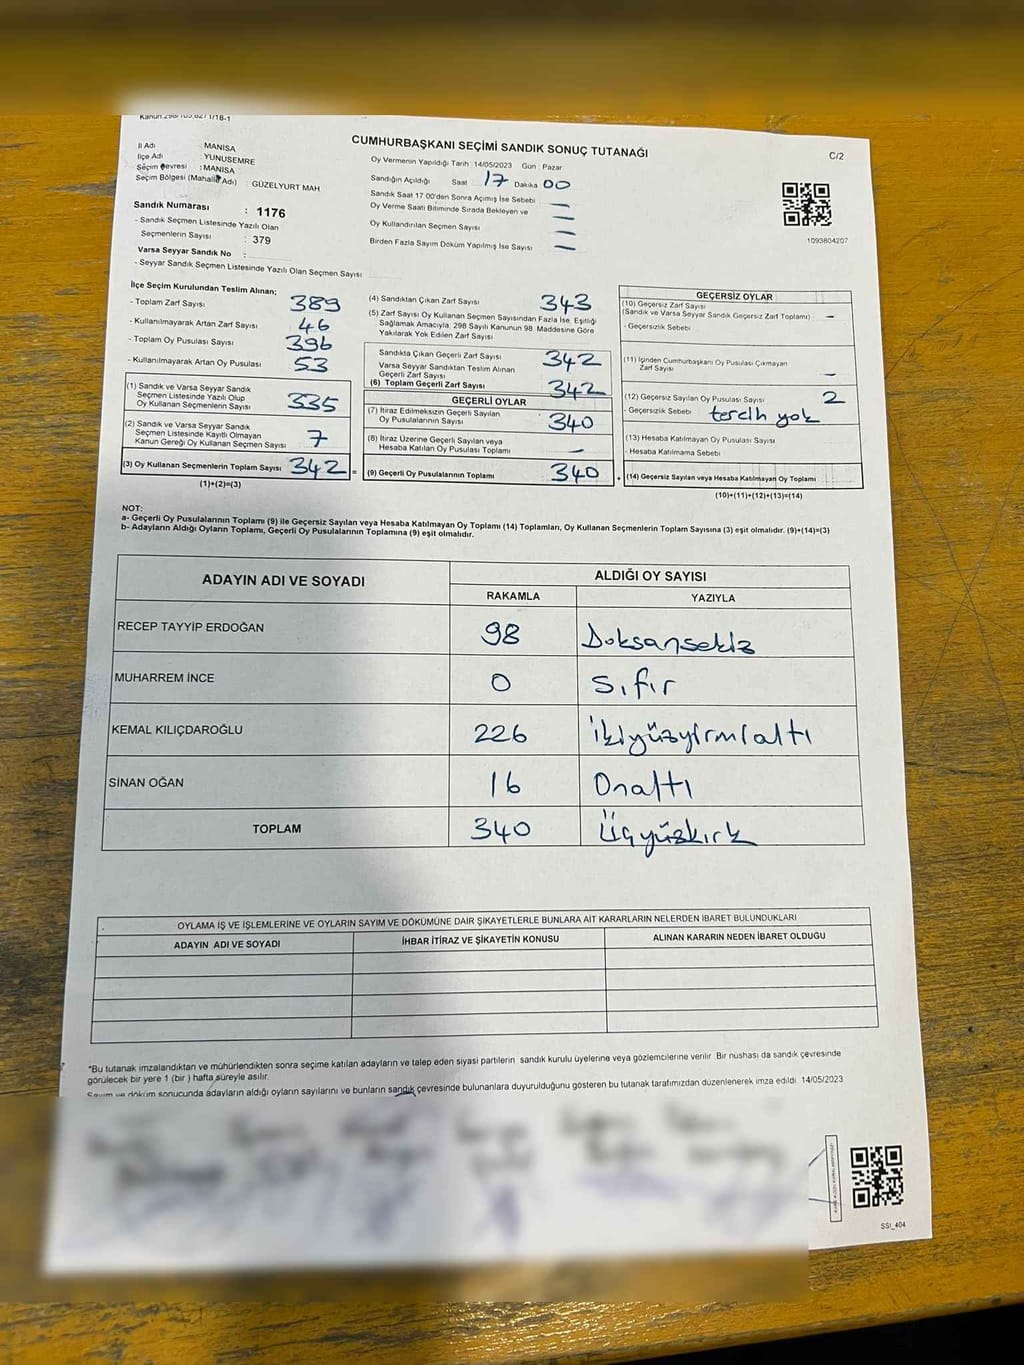 Kanun:298/
CUMHURBAŞKANI SEÇİMİ SANDIK SONUÇ TUTANAĞI
C/2
İl Adı : MANİSA
İlçe Adı : YUNUSEMRE
Seçim Çevresi : MANİSA
Seçim Bölgesi (Mahalle Adı) : GÜZELYURT MAH
Sandık Numarası : 1176
- Sandık Seçmen Listesinde Yazılı Olan
Seçmenlerin Sayısı : 379
Varsa Seyyar Sandık No :
- Seyyar Sandık Seçmen Listesinde Yazılı Olan Seçmen Sayısı
Oy Vermenin Yapıldığı Tarih :14/05/2023 Gün : Pazar
Sandığın Açıldığı Saat 17 Dakika 00
Sandık Saat 17 00'den Sonra Açımış İse Sebebi —
Oy Verme Saati Bitiminde Sırada Bekleyen ve —
Oy Kullandırılan Seçmen Sayısı —
Birden Fazla Sayım Döküm Yapılmış İse Sayısı —
1093804207
İlçe Seçim Kurulundan Teslim Alınan;
- Toplam Zarf Sayısı 389
- Kullanılmayarak Artan Zarf Sayısı 46
- Toplam Oy Pusulası Sayısı 396
- Kullanılmayarak Artan Oy Pusulası 53
(1) Sandık ve Varsa Seyyar Sandık
Seçmen Listesinde Yazılı Olup
Oy Kullanan Seçmenlerin Sayısı 335
(2) Sandık ve Varsa Seyyar Sandık
Seçmen Listesinde Kayıtlı Olmayan
Kanun Gereği Oy Kullanan Seçmen Sayısı 7
(3) Oy Kullanan Seçmenlerin Toplam Sayısı 342 =
(1)+(2)=(3)
(4) Sandıktan Çıkan Zarf Sayısı 343
(5) Zarf Sayısı Oy Kullanan Seçmen Sayısından Fazla İse, Eşitliği
Sağlamak Amacıyla, 298 Sayılı Kanunun 98. Maddesine Göre
Yakılarak Yok Edilen Zarf Sayısı
Sandıkta Çıkan Geçerli Zarf Sayısı 342
Varsa Seyyar Sandıktan Teslim Alınan
Geçerli Zarf Sayısı
(6) Toplam Geçerli Zarf Sayısı 342
GEÇERLİ OYLAR
(7) İtiraz Edilmeksizin Geçerli Sayılan
Oy Pusulalarının Sayısı 340
(8) İtiraz Üzerine Geçerli Sayılan veya
Hesaba Katılan Oy Pusulası Toplamı —
(9) Geçerli Oy Pusulalarının Toplamı 340 +
GEÇERSİZ OYLAR
(10) Geçersiz Zarf Sayısı
(Sandık ve Varsa Seyyar Sandık Geçersiz Zarf Toplamı) –
- Geçersizlik Sebebi
(11) İçinden Cumhurbaşkanı Oy Pusulası Çıkmayan
Zarf Sayısı –
(12) Geçersiz Sayılan Oy Pusulası Sayısı 2
- Geçersizlik Sebebi tercih yok
(13) Hesaba Katılmayan Oy Pusulası Sayısı
- Hesaba Katılmama Sebebi
(14) Geçersiz Sayılan veya Hesaba Katılmayan Oy Toplamı
(10)+(11)+(12)+(13)=(14)
NOT:
a- Geçerli Oy Pusulalarının Toplamı (9) ile Geçersiz Sayılan veya Hesaba Katılmayan Oy Toplamı (14) Toplamları, Oy Kullanan Seçmenlerin Toplam Sayısına (3) eşit olmalıdır. (9)+(14)=(3)
b- Adayların Aldığı Oyların Toplamı, Geçerli Oy Pusulalarının Toplamına (9) eşit olmalıdır.
ADAYIN ADI VE SOYADI ALDIĞI OY SAYISI
RAKAMLA YAZIYLA
RECEP TAYYİP ERDOĞAN 98 Doksansekiz
MUHARREM İNCE 0 Sıfır
KEMAL KILIÇDAROĞLU 226 İkiyüzyirmialtı
SİNAN OĞAN 16 Onaltı
TOPLAM 340 Üçyüzkırk
OYLAMA İŞ VE İŞLEMLERİNE VE OYLARIN SAYIM VE DÖKÜMÜNE DAİR ŞİKAYETLERLE BUNLARA AİT KARARLARIN NELERDEN İBARET BULUNDUKLARI
ADAYIN ADI VE SOYADI İHBAR İTİRAZ VE ŞİKAYETİN KONUSU ALINAN KARARIN NEDEN İBARET OLDUĞU
*Bu tutanak imzalandıktan ve mühürlendikten sonra seçime katılan adayların ve talep eden siyasi partilerin sandık kurulu üyelerine veya gözlemcilerine verilir. Bir nüshası da sandık çevresinde
görülecek bir yere 1 (bir ) hafta süreyle asılır.
Sayım ve döküm sonucunda adayların aldığı oyların sayılarını ve bunların sandık çevresinde bulunanlara duyurulduğunu gösteren bu tutanak tarafımızdan düzenlenerek imza edildi 14/05/2023
SSI_404